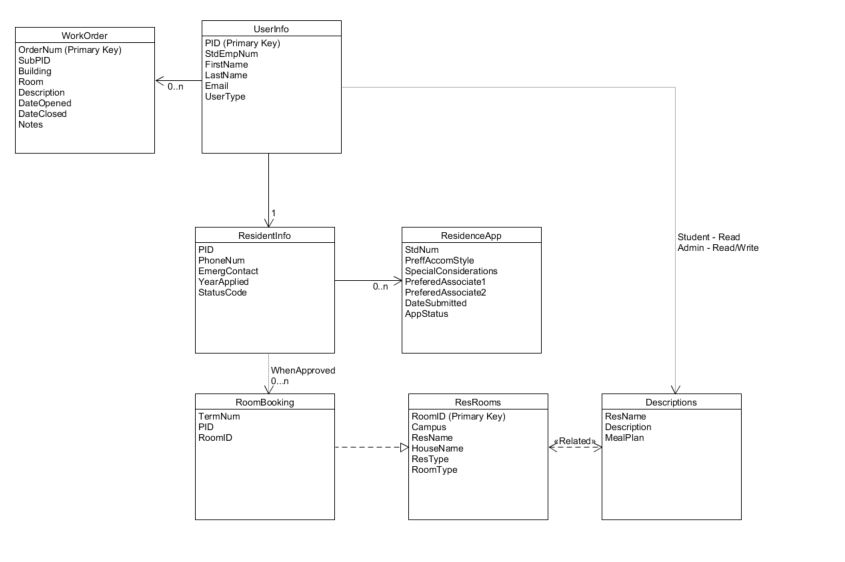 WorkOrder
OrderNum (Primary Key)
SubPID
Building
Room
Description
DateOpened
DateClosed
Notes
UserInfo
PID (Primary Key)
StdEmpNum
FirstName
LastName
Email
UserType
0..n
1
Student - Read
Admin - Read/Write
ResidentInfo
PID
PhoneNum
EmergContact
YearApplied
StatusCode
0..n
ResidenceApp
StdNum
PreffAccomStyle
SpecialConsiderations
PreferedAssociate1
PreferedAssociate2
DateSubmitted
AppStatus
WhenApproved
0...n
RoomBooking
TermNum
PID
RoomID
ResRooms
RoomID (Primary Key)
Campus
ResName
HouseName
ResType
RoomType
«Related»
Descriptions
ResName
Description
MealPlan